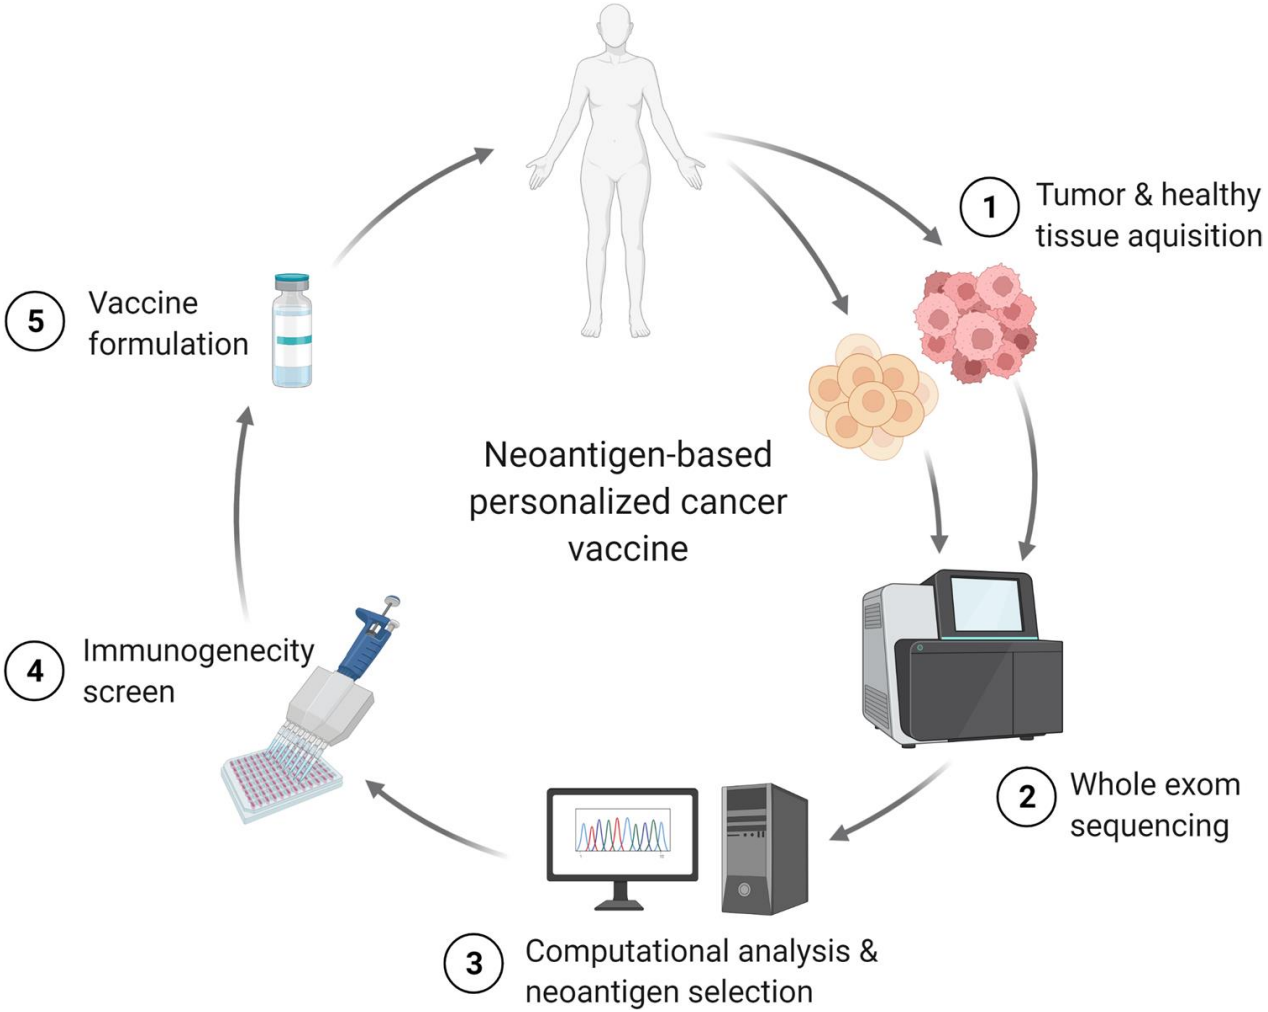 1
Tumor & healthy
tissue aquisition
5
Vaccine
formulation
Neoantigen-based
personalized cancer
vaccine
4
Immunogenecity
screen
2
Whole exom
sequencing
3
Computational analysis &
neoantigen selection